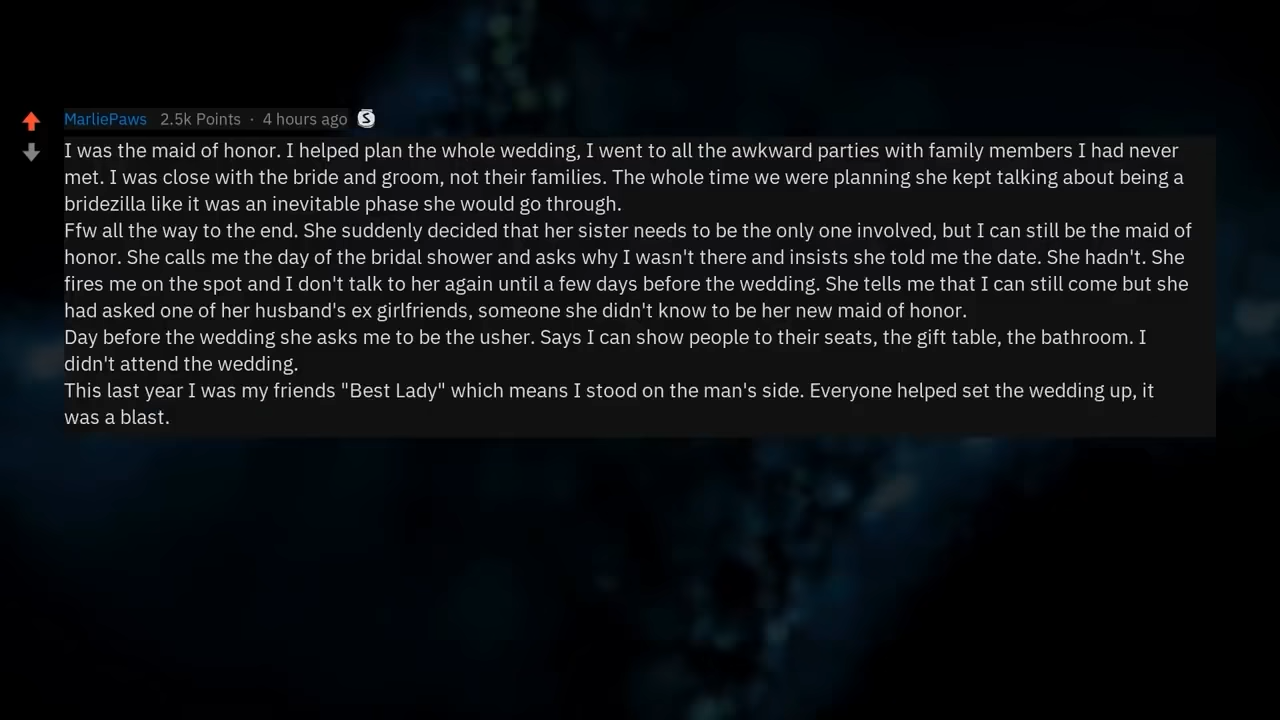 MarliePaws 2.5k Points · 4 hours ago S
I was the maid of honor. I helped plan the whole wedding, I went to all the awkward parties with family members I had never
met. I was close with the bride and groom, not their families. The whole time we were planning she kept talking about being a
bridezilla like it was an inevitable phase she would go through.
Ffw all the way to the end. She suddenly decided that her sister needs to be the only one involved, but I can still be the maid of
honor. She calls me the day of the bridal shower and asks why I wasn't there and insists she told me the date. She hadn't. She
fires me on the spot and I don't talk to her again until a few days before the wedding. She tells me that I can still come but she
had asked one of her husband's ex girlfriends, someone she didn't know to be her new maid of honor.
Day before the wedding she asks me to be the usher. Says I can show people to their seats, the gift table, the bathroom. I
didn't attend the wedding.
This last year I was my friends "Best Lady" which means I stood on the man's side. Everyone helped set the wedding up, it
was a blast.